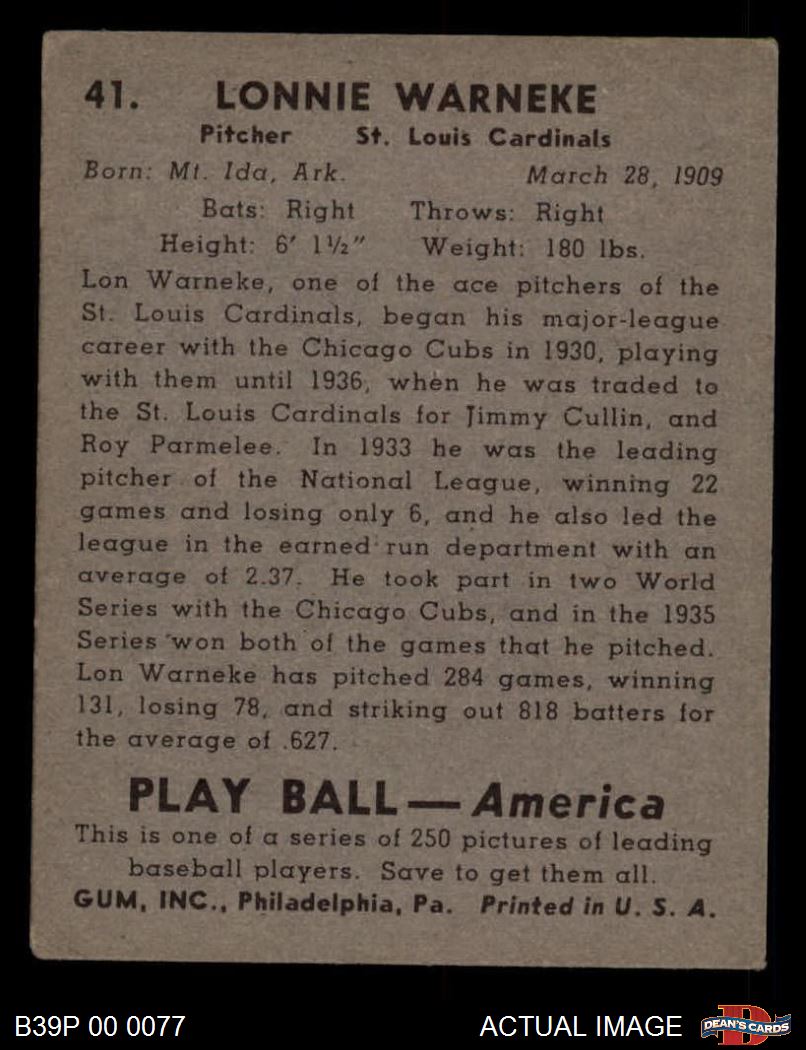 41. LONNIE WARNEKE
Pitcher St. Louis Cardinals
Born: Mt. Ida, Ark. March 28, 1909
Bats: Right Throws: Right
Height: 6′ 1½″ Weight: 180 lbs.
Lon Warneke, one of the ace pitchers of the
St. Louis Cardinals, began his major-league
career with the Chicago Cubs in 1930, playing
with them until 1936, when he was traded to
the St. Louis Cardinals for Jimmy Cullin, and
Roy Parmelee. In 1933 he was the leading
pitcher of the National League, winning 22
games and losing only 6, and he also led the
league in the earned run department with an
average of 2.37. He took part in two World
Series with the Chicago Cubs, and in the 1935
Series won both of the games that he pitched.
Lon Warneke has pitched 284 games, winning
131, losing 78, and striking out 818 batters for
the average of .627.
PLAY BALL — America
This is one of a series of 250 pictures of leading
baseball players. Save to get them all.
GUM, INC., Philadelphia, Pa. Printed in U. S. A.
B39P 00 0077 ACTUAL IMAGE D DEAN'S CARDS